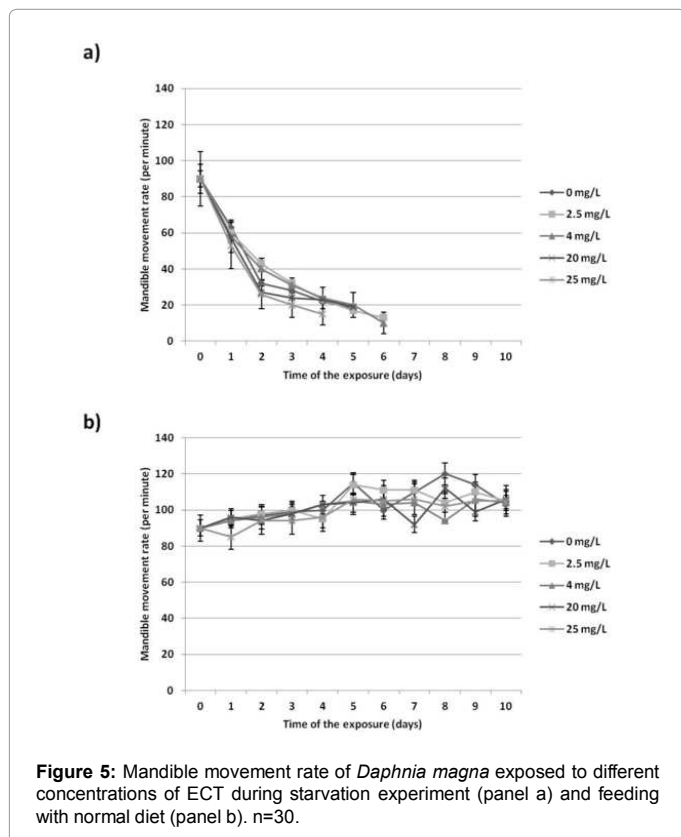 a)
140
120
100
80
60
40
20
0
Mandible movement rate (per minute)
0 1 2 3 4 5 6 7 8 9 10
Time of the exposure (days)
0 mg/L
2.5 mg/L
4 mg/L
20 mg/L
25 mg/L
b)
140
120
100
80
60
40
20
0
Mandible movement rate (per minute)
0 1 2 3 4 5 6 7 8 9 10
Time of the exposure (days)
0 mg/L
2.5 mg/L
4 mg/L
20 mg/L
25 mg/L
Figure 5: Mandible movement rate of Daphnia magna exposed to different
concentrations of ECT during starvation experiment (panel a) and feeding
with normal diet (panel b). n=30.